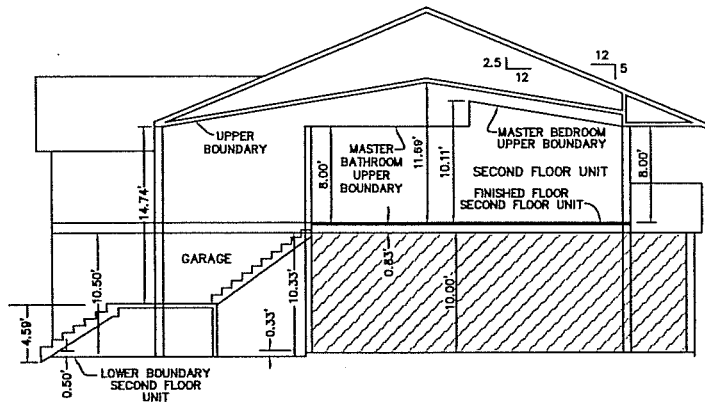 12
2.5
12
5
UPPER
BOUNDARY
MASTER
BATHROOM
UPPER
BOUNDARY
MASTER BEDROOM
UPPER BOUNDARY
8.00'
11.69'
10.11'
8.00'
SECOND FLOOR UNIT
FINISHED FLOOR
SECOND FLOOR UNIT
14.74'
GARAGE
0.83'
10.50'
10.33'
10.00'
4.59'
0.33'
0.50'
LOWER BOUNDARY
SECOND FLOOR
UNIT